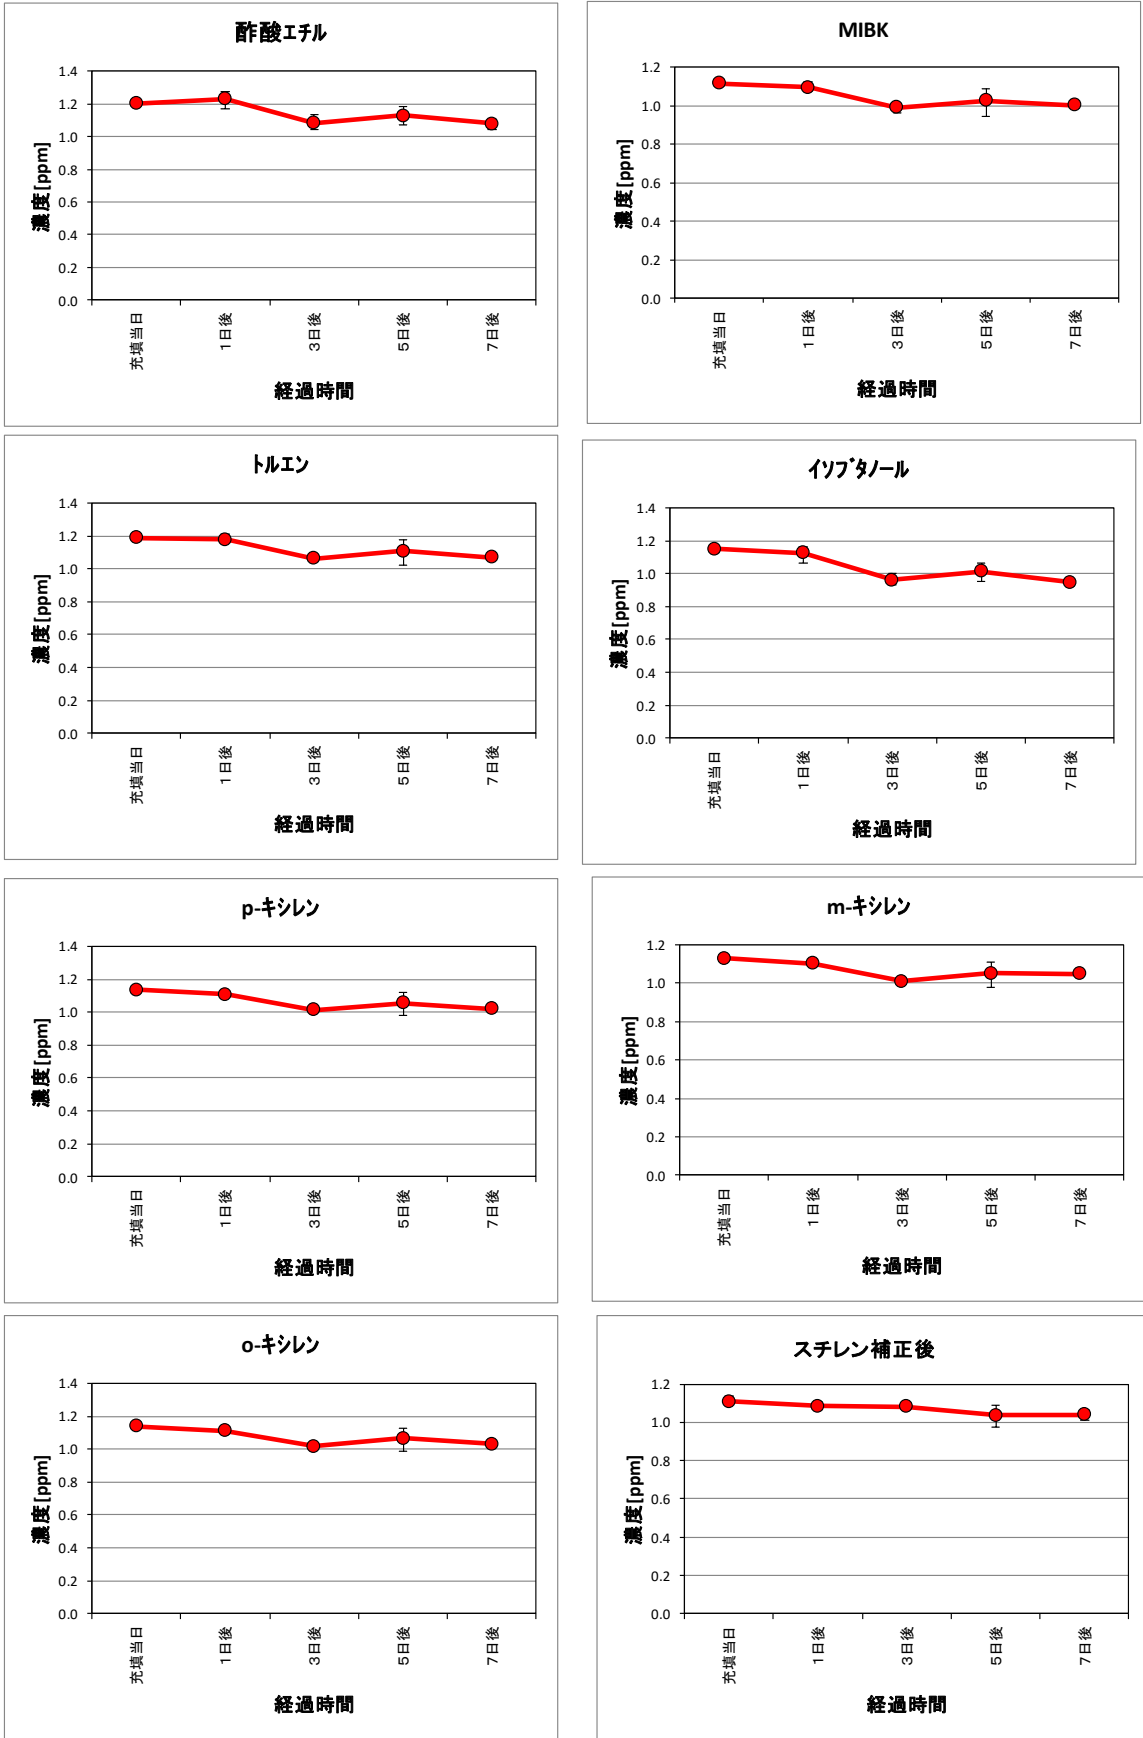 酢酸ｴﾁﾙ
濃度[ppm]
1.4
1.2
1.0
0.8
0.6
0.4
0.2
0.0
充填当日
1日後
3日後
5日後
7日後
経過時間
MIBK
濃度[ppm]
1.2
1.0
0.8
0.6
0.4
0.2
0.0
充填当日
1日後
3日後
5日後
7日後
経過時間
ﾄﾙｴﾝ
濃度[ppm]
1.4
1.2
1.0
0.8
0.6
0.4
0.2
0.0
充填当日
1日後
3日後
5日後
7日後
経過時間
ｲｿﾌﾞﾀﾉｰﾙ
濃度[ppm]
1.4
1.2
1.0
0.8
0.6
0.4
0.2
0.0
充填当日
1日後
3日後
5日後
7日後
経過時間
p-ｷｼﾚﾝ
濃度[ppm]
1.4
1.2
1.0
0.8
0.6
0.4
0.2
0.0
充填当日
1日後
3日後
5日後
7日後
経過時間
m-ｷｼﾚﾝ
濃度[ppm]
1.2
1.0
0.8
0.6
0.4
0.2
0.0
充填当日
1日後
3日後
5日後
7日後
経過時間
o-ｷｼﾚﾝ
濃度[ppm]
1.4
1.2
1.0
0.8
0.6
0.4
0.2
0.0
充填当日
1日後
3日後
5日後
7日後
経過時間
スチレン補正後
濃度[ppm]
1.2
1.0
0.8
0.6
0.4
0.2
0.0
充填当日
1日後
3日後
5日後
7日後
経過時間